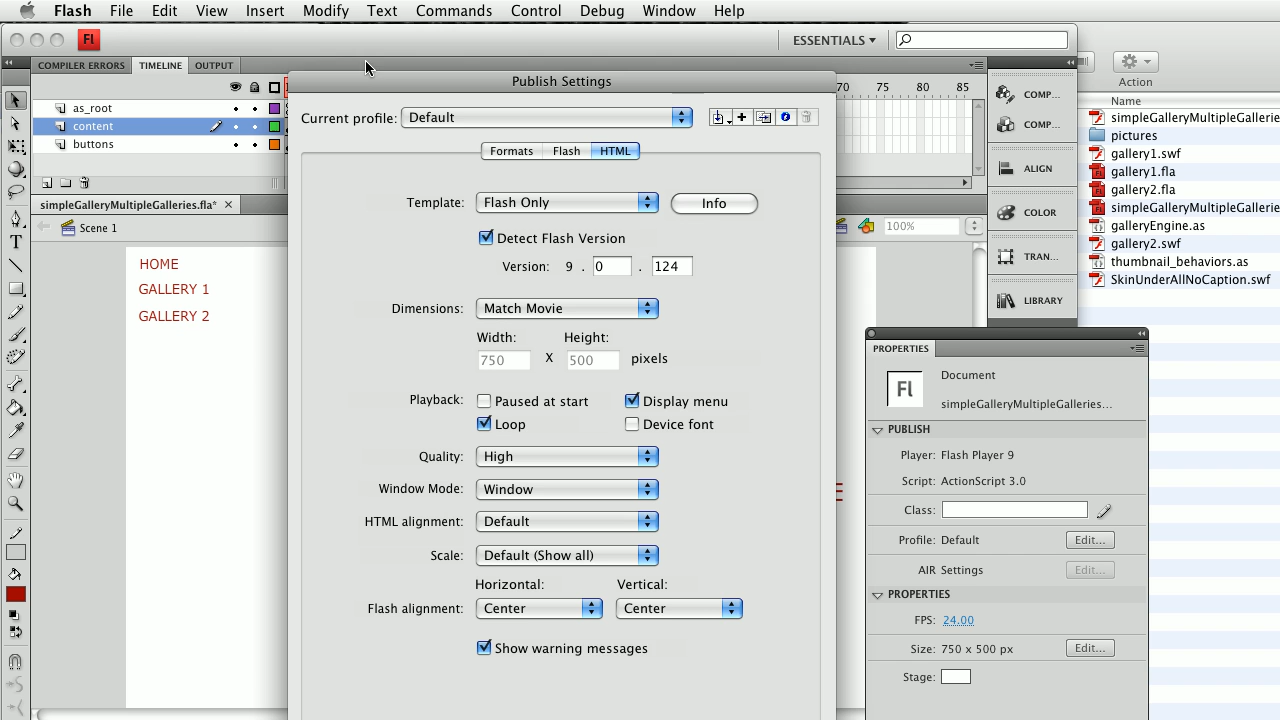 Flash File Edit View Insert Modify Text Commands Control Debug Window Help
Fl ESSENTIALS
COMPILER ERRORS TIMELINE OUTPUT
as_root
content
buttons
70 75 80 85
simpleGalleryMultipleGalleries.fla*
Scene 1
100%
HOME
GALLERY 1
GALLERY 2
Publish Settings
Current profile: Default
Formats Flash HTML
Template: Flash Only Info
Detect Flash Version
Version: 9 . 0 . 124
Dimensions: Match Movie
Width: Height:
750 X 500 pixels
Playback: Paused at start Display menu
Loop Device font
Quality: High
Window Mode: Window
HTML alignment: Default
Scale: Default (Show all)
Horizontal: Vertical:
Flash alignment: Center Center
Show warning messages
COMP...
COMP...
ALIGN
COLOR
TRAN...
LIBRARY
PROPERTIES
Fl Document
simpleGalleryMultipleGalleries...
PUBLISH
Player: Flash Player 9
Script: ActionScript 3.0
Class:
Profile: Default Edit...
AIR Settings Edit...
PROPERTIES
FPS: 24.00
Size: 750 x 500 px Edit...
Stage:
Action
Name
simpleGalleryMultipleGallerie
pictures
gallery1.swf
gallery1.fla
gallery2.fla
simpleGalleryMultipleGallerie
galleryEngine.as
gallery2.swf
thumbnail_behaviors.as
SkinUnderAllNoCaption.swf